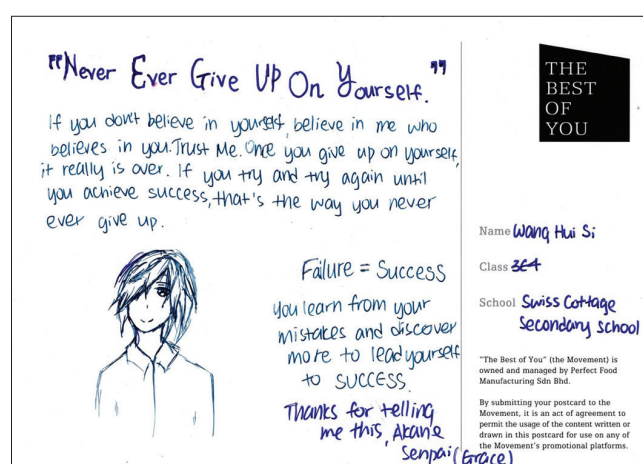 "Never Ever Give UP On Yourself."
If you don't believe in yourself, believe in me who
believes in you. Trust Me. Once you give up on yourself,
it really is over. If you try and try again until
you achieve success, that's the way you never
ever give up.
Failure = Success
you learn from your
mistakes and discover
more to lead yourself
to SUCCESS.
Thanks for telling
me this, Akane
Senpai (Grace)
THE
BEST
OF
YOU
Name Wang Hui Si
Class 3E4
School Swiss Cottage
Secondary School
"The Best of You" (the Movement) is
owned and managed by Perfect Food
Manufacturing Sdn Bhd.
By submitting your postcard to the
Movement, it is an act of agreement to
permit the usage of the content written or
drawn in this postcard for use on any of
the Movement's promotional platforms.